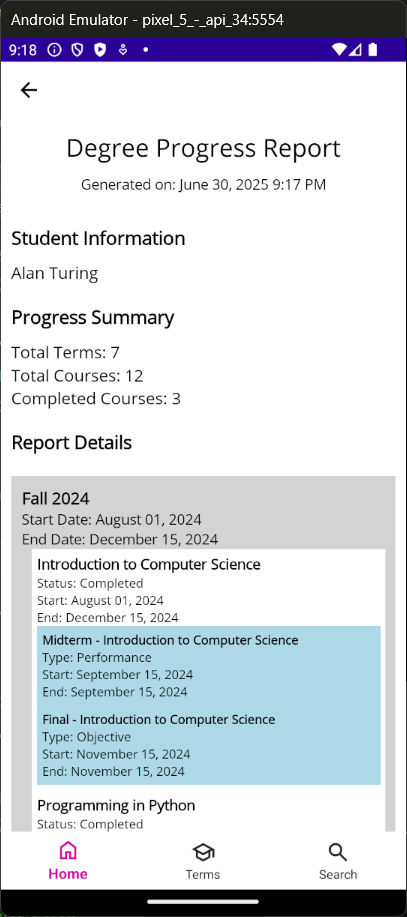 Android Emulator - pixel_5_-_api_34:5554
9:18
Degree Progress Report
Generated on: June 30, 2025 9:17 PM
Student Information
Alan Turing
Progress Summary
Total Terms: 7
Total Courses: 12
Completed Courses: 3
Report Details
Fall 2024
Start Date: August 01, 2024
End Date: December 15, 2024
Introduction to Computer Science
Status: Completed
Start: August 01, 2024
End: December 15, 2024
Midterm - Introduction to Computer Science
Type: Performance
Start: September 15, 2024
End: September 15, 2024
Final - Introduction to Computer Science
Type: Objective
Start: November 15, 2024
End: November 15, 2024
Programming in Python
Status: Completed
Home Terms Search